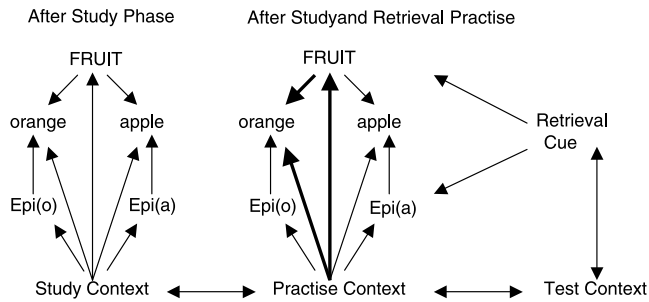 After Study Phase
After Studyand Retrieval Practise
FRUIT
FRUIT
orange
apple
orange
apple
Retrieval
Cue
Epi(o)
Epi(a)
Epi(o)
Epi(a)
Study Context
Practise Context
Test Context